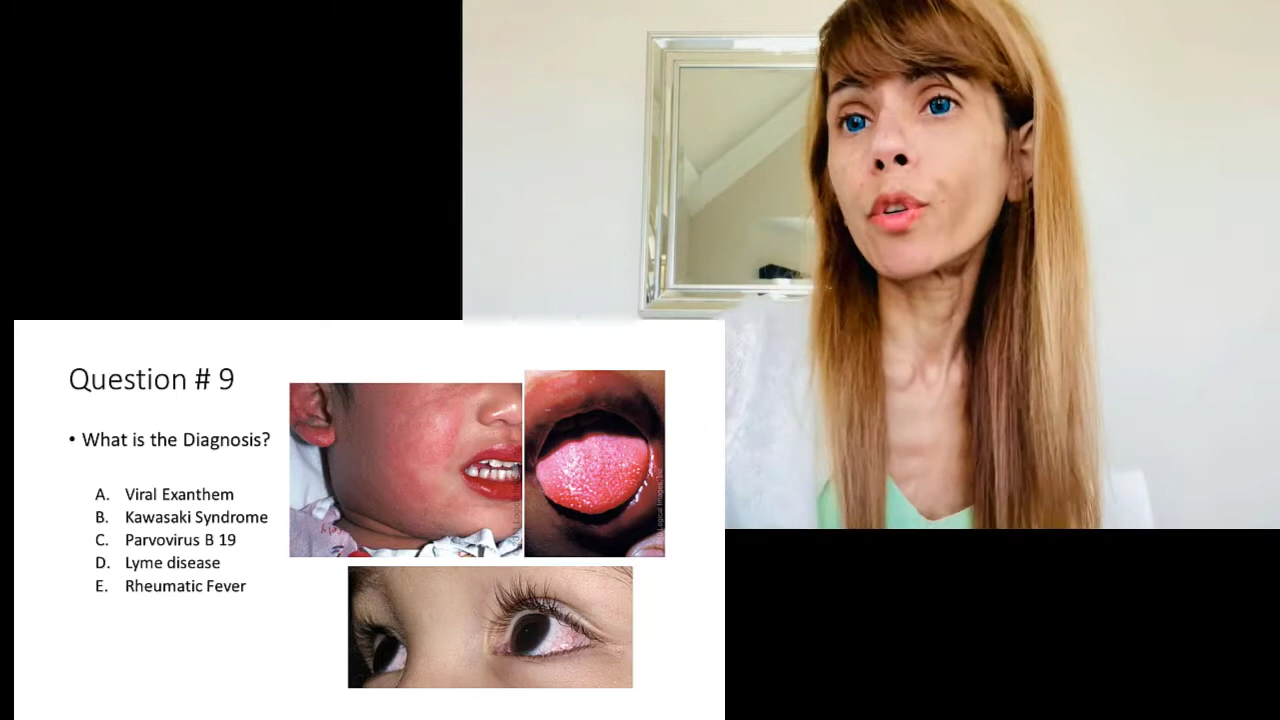 Question # 9
• What is the Diagnosis?
A. Viral Exanthem
B. Kawasaki Syndrome
C. Parvovirus B 19
D. Lyme disease
E. Rheumatic Fever